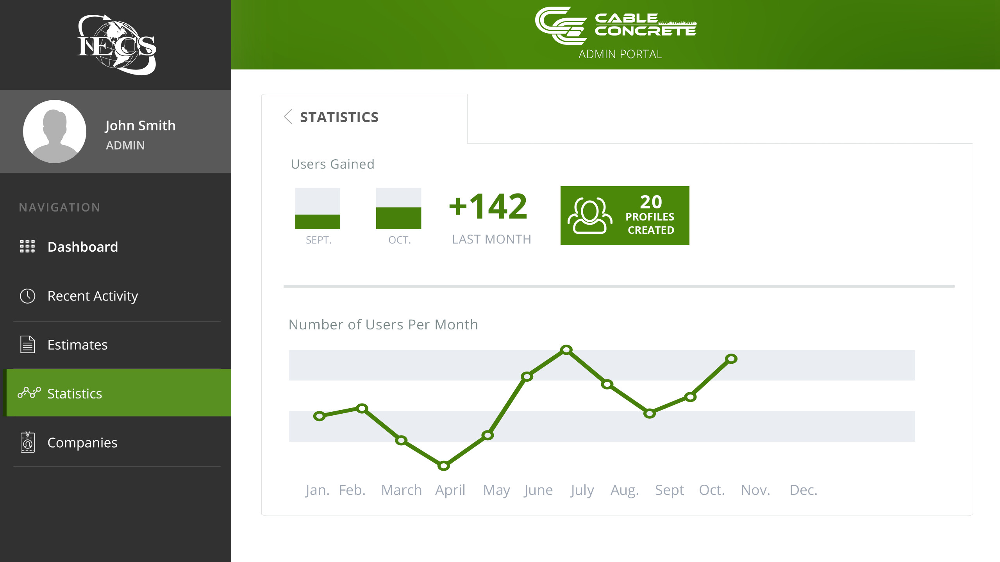 IECS
CABLE
CONCRETE
ADMIN PORTAL
John Smith
ADMIN
NAVIGATION
Dashboard
Recent Activity
Estimates
Statistics
Companies
STATISTICS
Users Gained
SEPT.
OCT.
+142
LAST MONTH
20
PROFILES
CREATED
Number of Users Per Month
Jan. Feb. March April May June July Aug. Sept Oct. Nov. Dec.